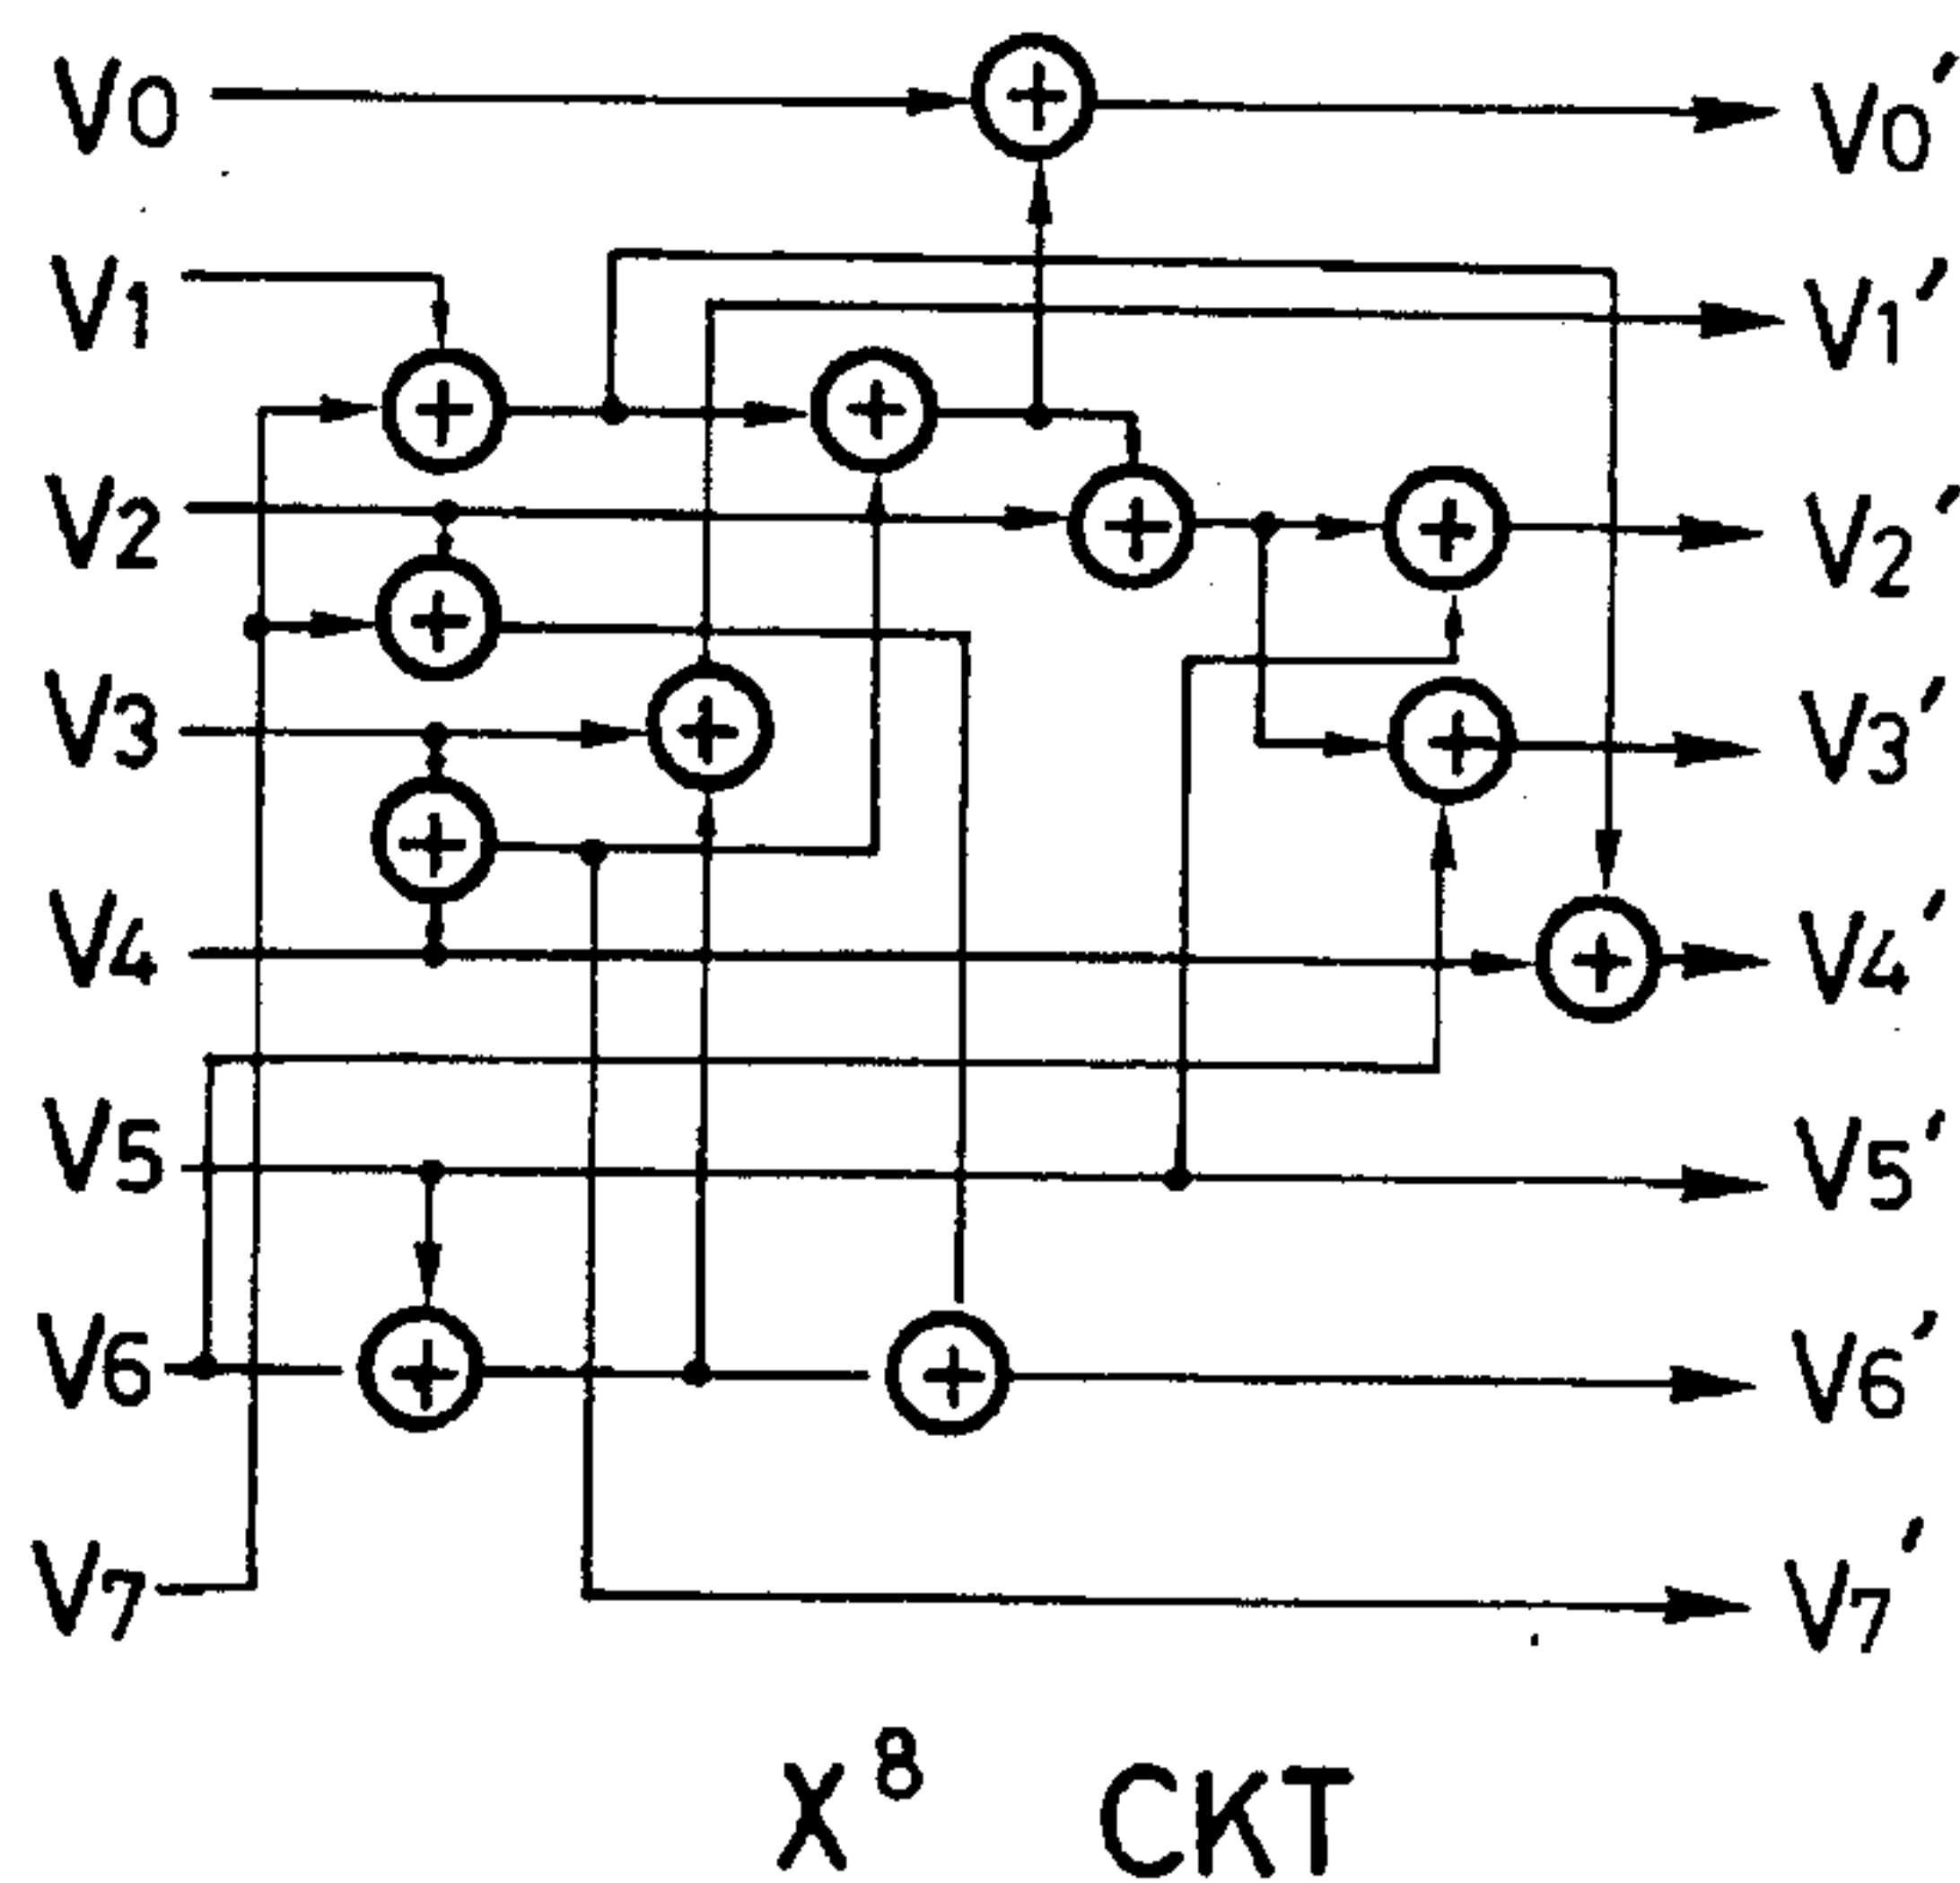 V0 V0'
V1 V1'
V2 V2'
V3 V3'
V4 V4'
V5 V5'
V6 V6'
V7 V7'
X⁸ CKT